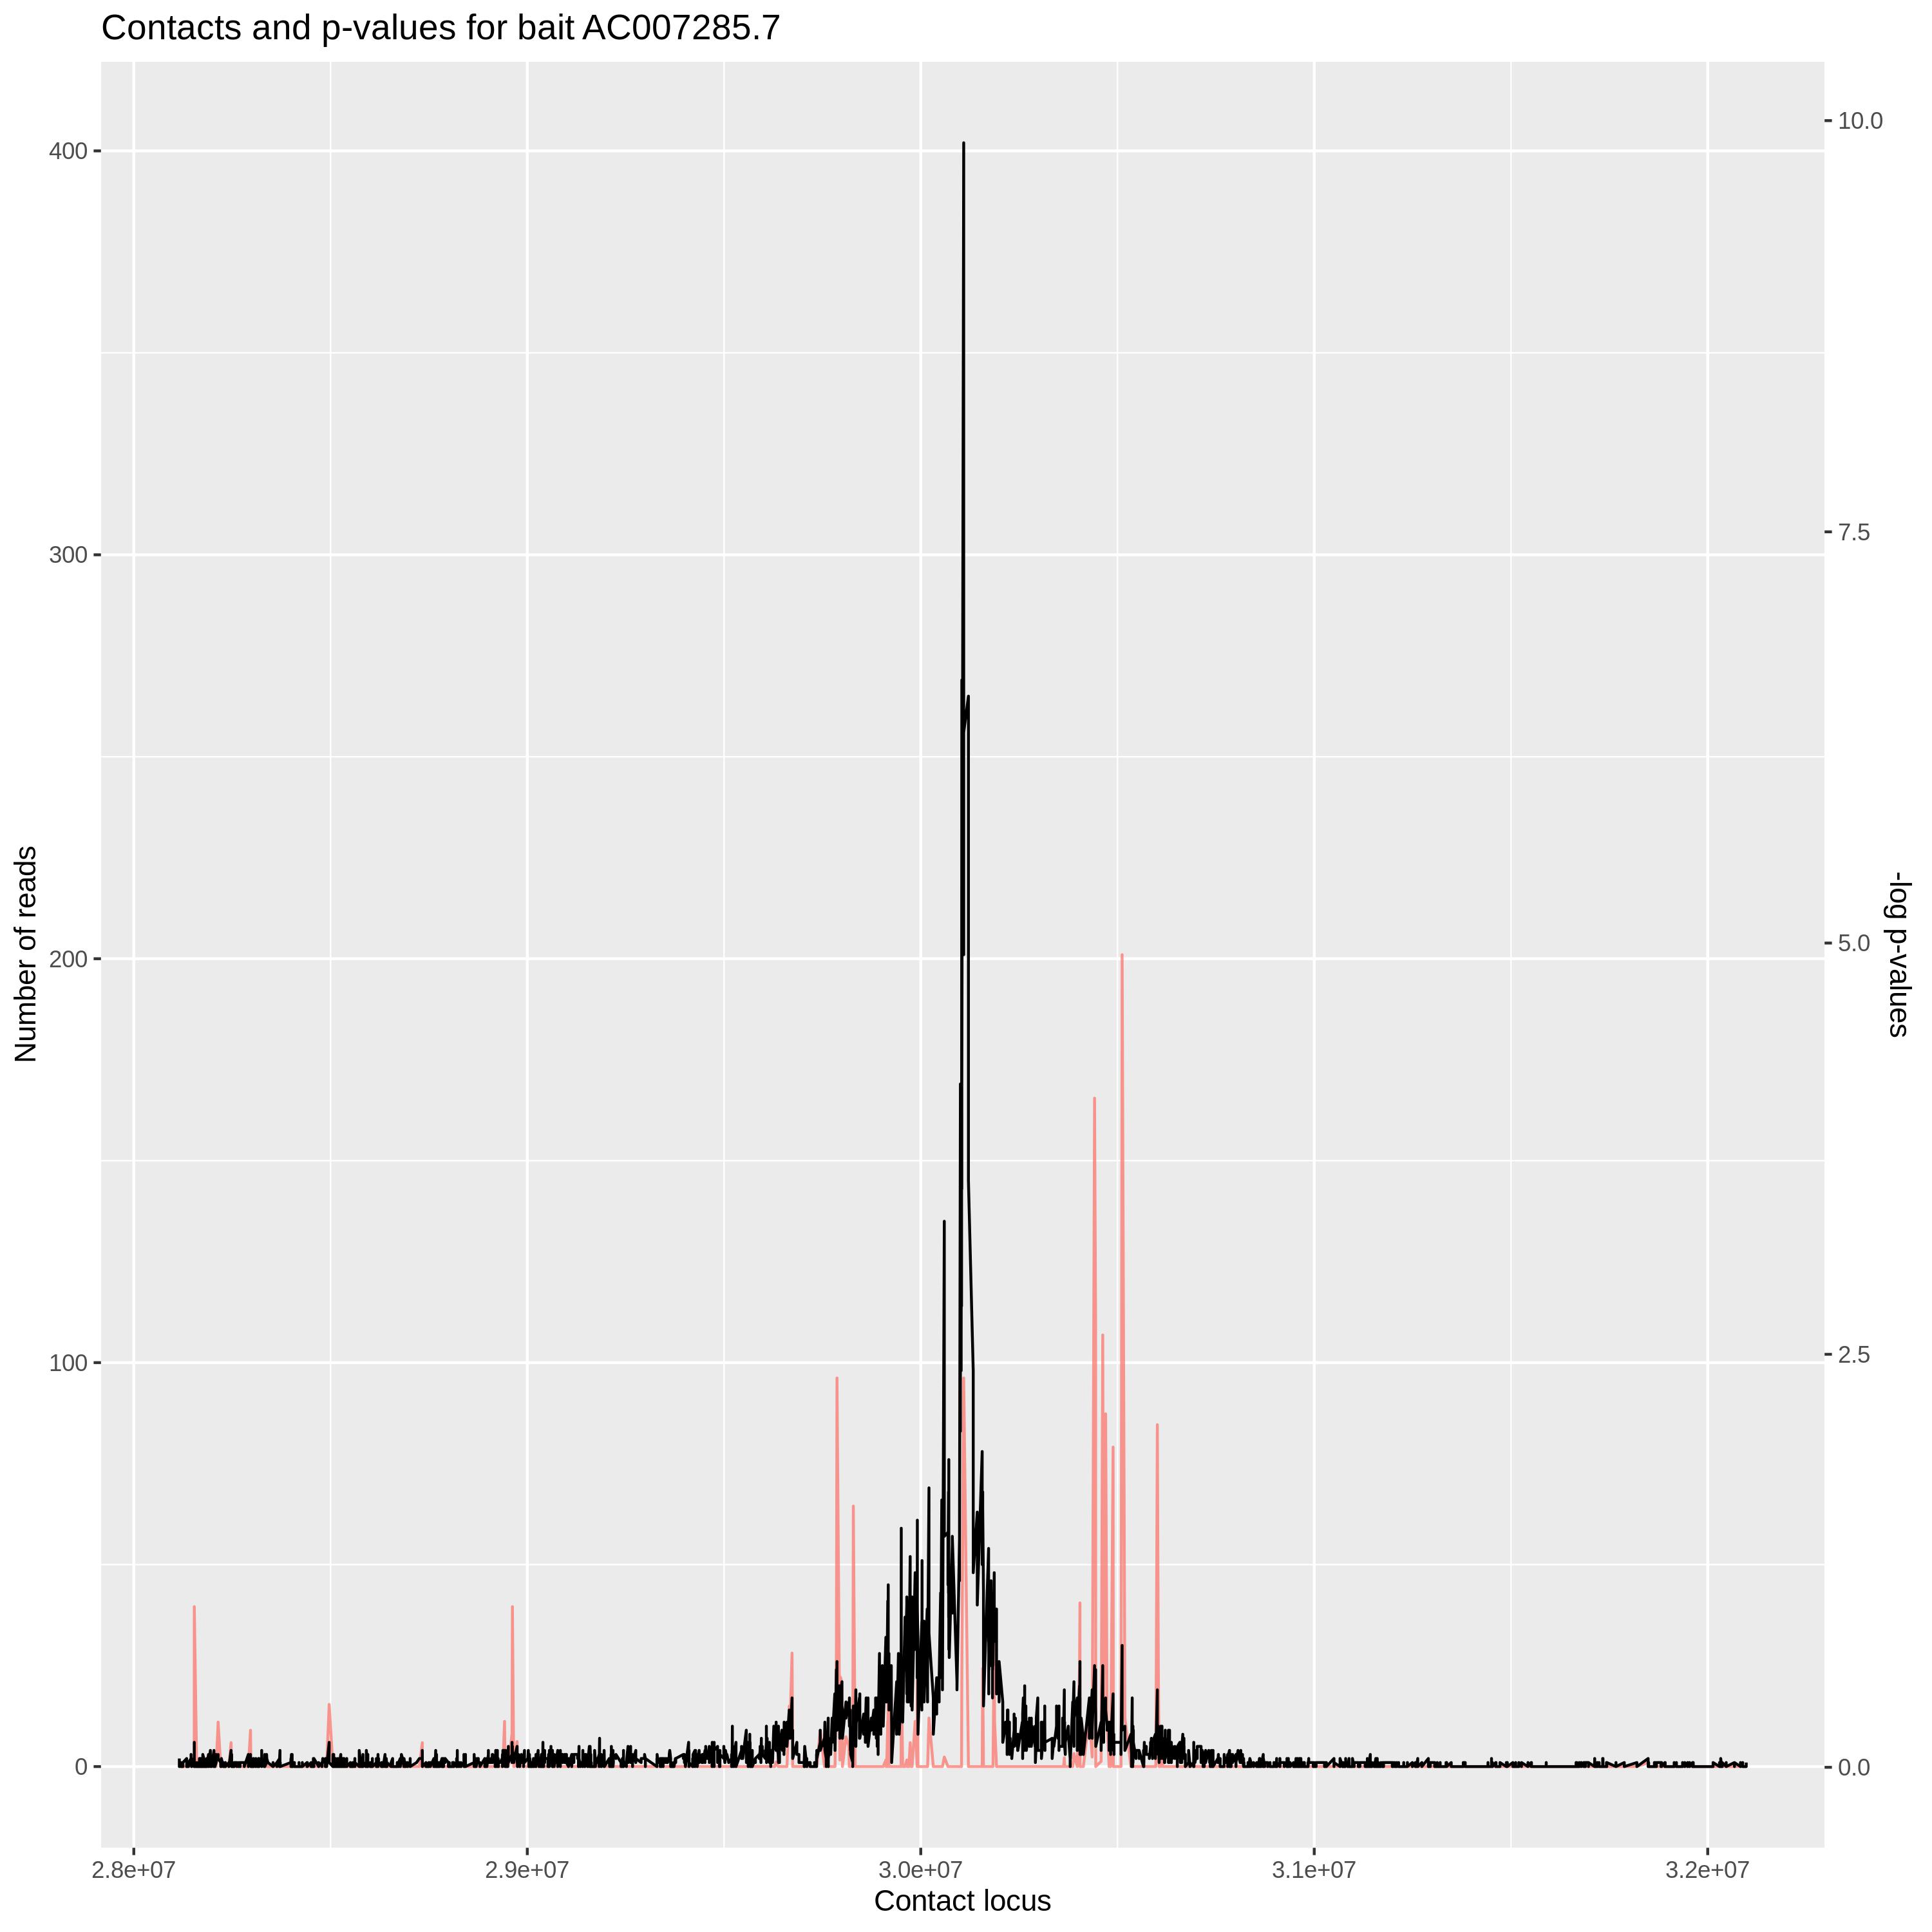 Contacts and p-values for bait AC007285.7
400
300
200
100
0
Number of reads
10.0
7.5
5.0
2.5
0.0
-log p-values
2.8e+07
2.9e+07
3.0e+07
3.1e+07
3.2e+07
Contact locus